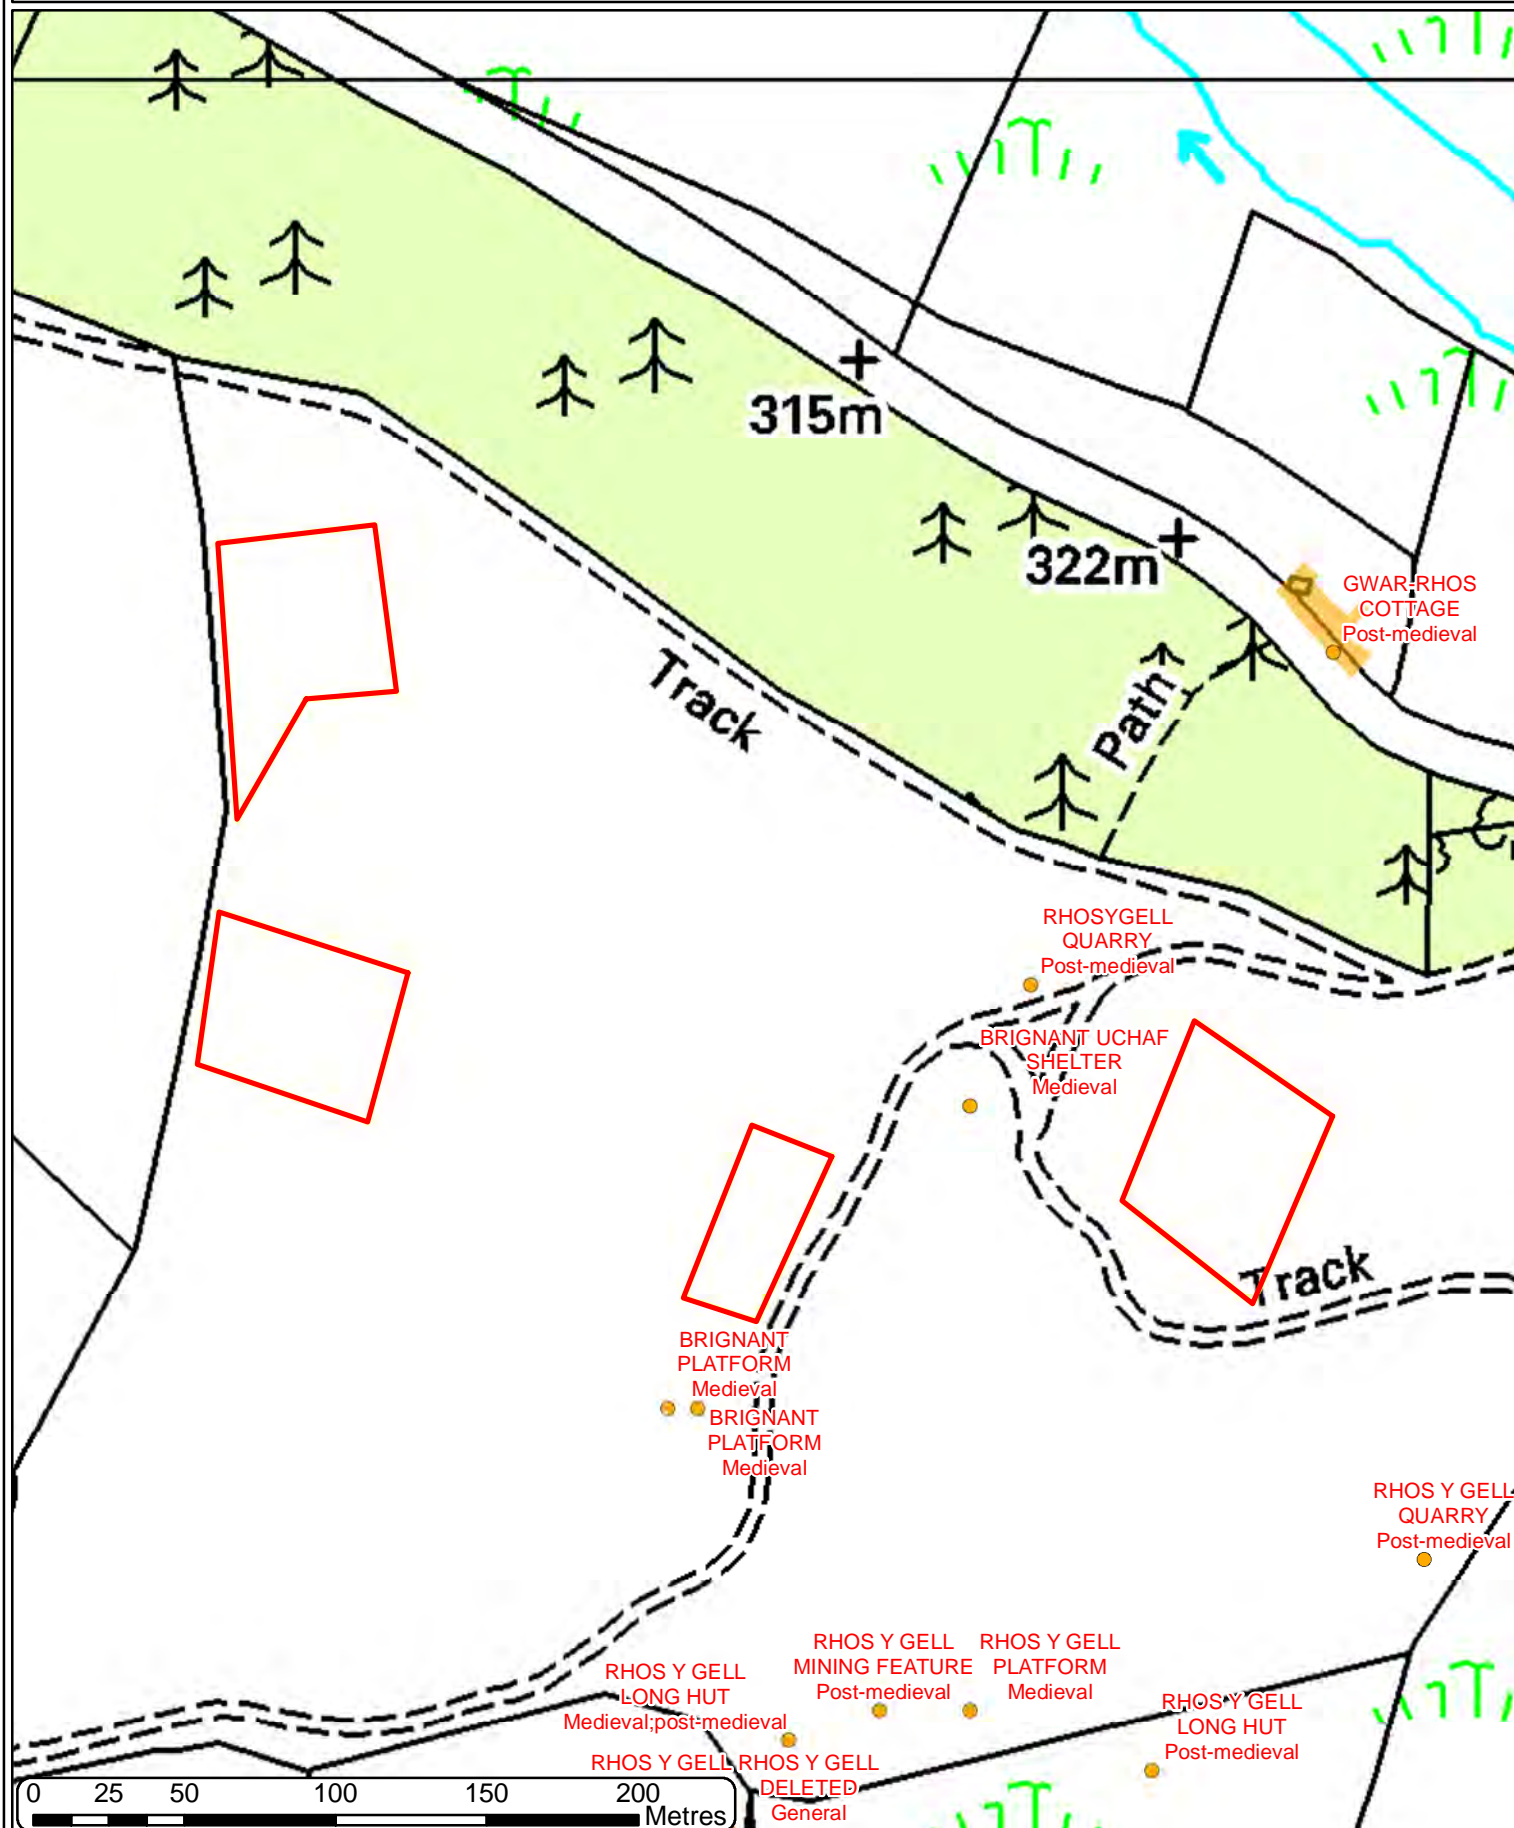 315m
322m
GWAR-RHOS
COTTAGE
Post-medieval
Track
Path
RHOSYGELL
QUARRY
Post-medieval
BRIGNANT UCHAF
SHELTER
Medieval
Track
BRIGNANT
PLATFORM
Medieval
BRIGNANT
PLATFORM
Medieval
RHOS Y GELL
QUARRY
Post-medieval
RHOS Y GELL
MINING FEATURE
Post-medieval
RHOS Y GELL
PLATFORM
Medieval
RHOS Y GELL
LONG HUT
Medieval;post-medieval
RHOS Y GELL
LONG HUT
Post-medieval
RHOS Y GELL
RHOS Y GELL
DELETED
General
0 25 50 100 150 200
Metres